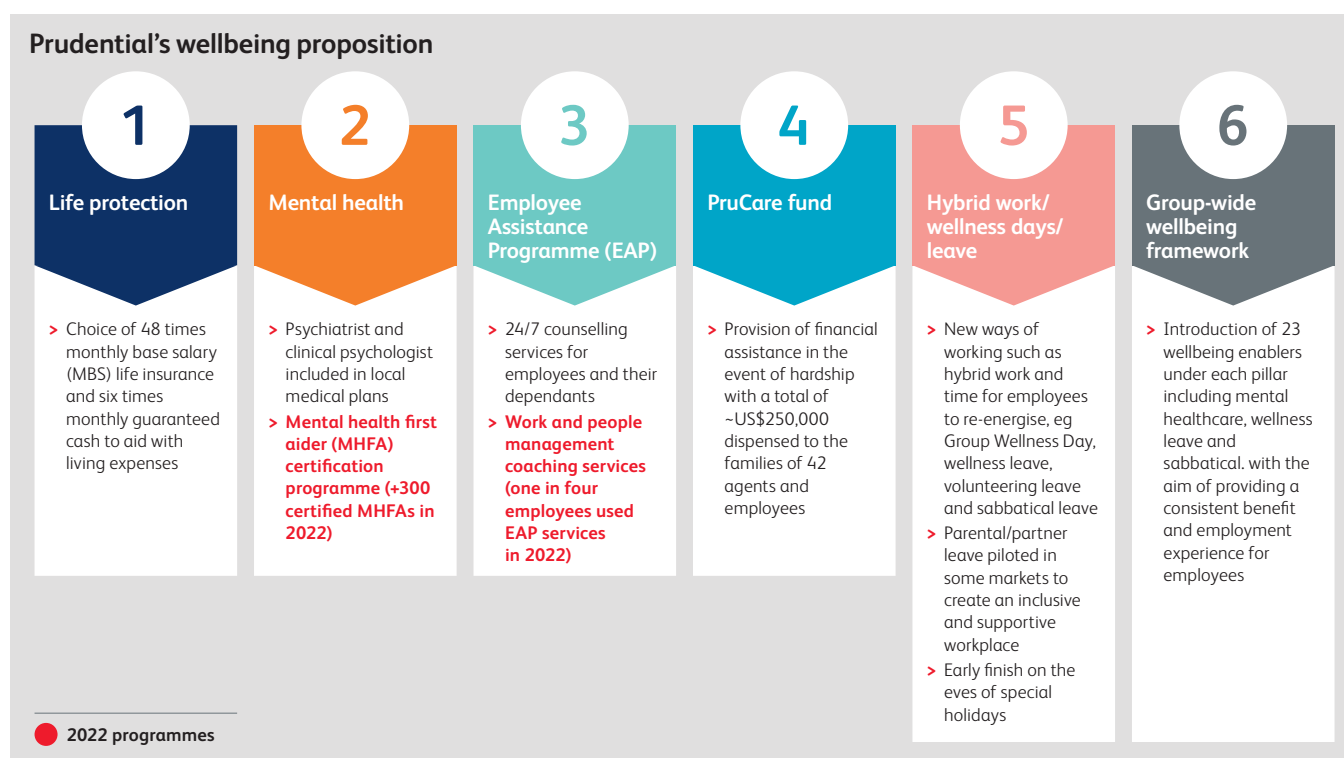 Prudential's wellbeing proposition
1
Life protection
> Choice of 48 times
monthly base salary
(MBS) life insurance
and six times
monthly guaranteed
cash to aid with
living expenses
2
Mental health
> Psychiatrist and
clinical psychologist
included in local
medical plans
> Mental health first
aider (MHFA)
certification
programme (+300
certified MHFAs in
2022)
3
Employee
Assistance
Programme (EAP)
> 24/7 counselling
services for
employees and their
dependants
> Work and people
management
coaching services
(one in four
employees used
EAP services
in 2022)
4
PruCare fund
> Provision of financial
assistance in the
event of hardship
with a total of
~US$250,000
dispensed to the
families of 42
agents and
employees
5
Hybrid work/
wellness days/
leave
> New ways of
working such as
hybrid work and
time for employees
to re-energise, eg
Group Wellness Day,
wellness leave,
volunteering leave
and sabbatical leave
> Parental/partner
leave piloted in
some markets to
create an inclusive
and supportive
workplace
> Early finish on the
eves of special
holidays
6
Group-wide
wellbeing
framework
> Introduction of 23
wellbeing enablers
under each pillar
including mental
healthcare, wellness
leave and
sabbatical. with the
aim of providing a
consistent benefit
and employment
experience for
employees
2022 programmes